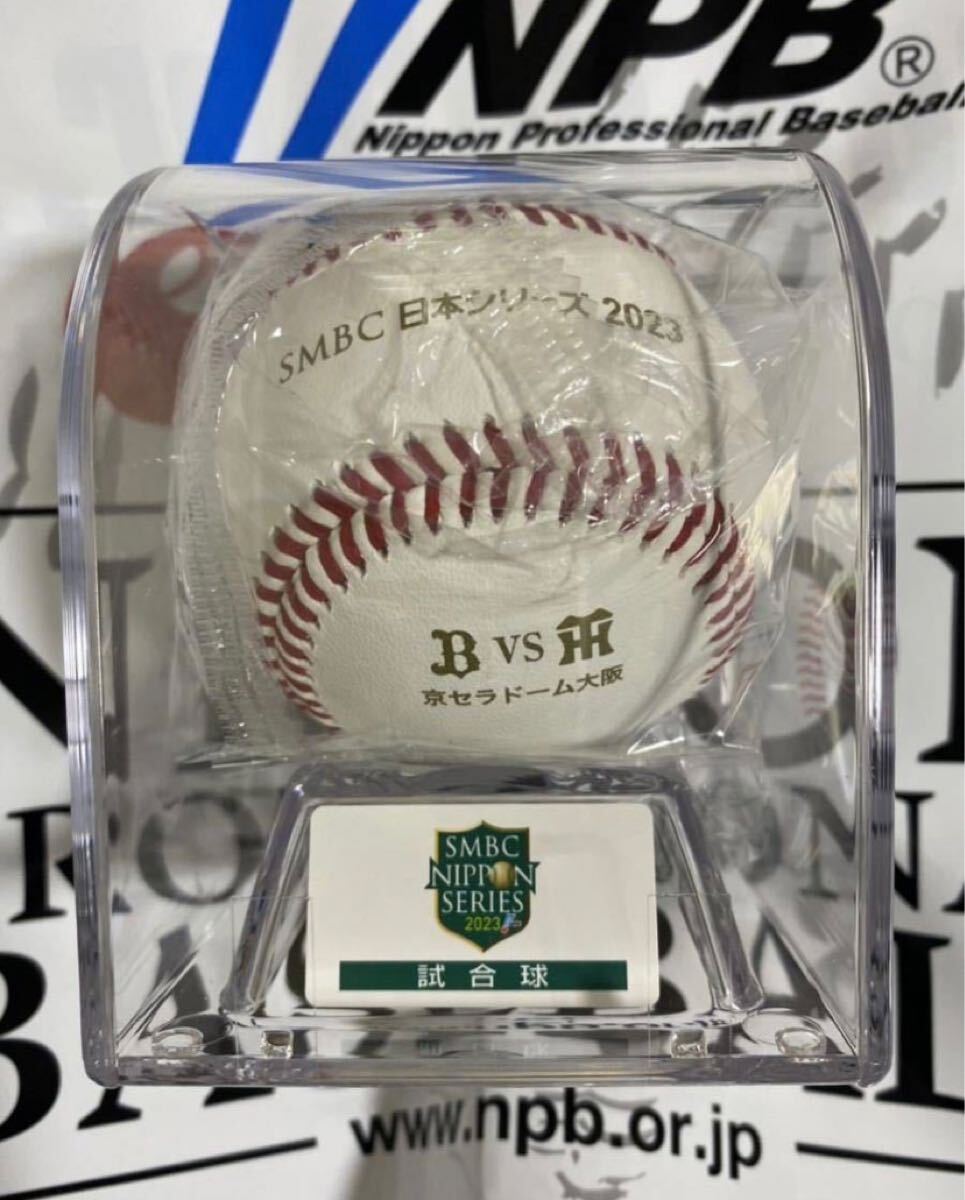 NPB®
Nippon Professional Baseball
SMBC 日本シリーズ 2023
B VS TH
京セラドーム大阪
SMBC
NIPPON
SERIES
2023
試合球
www.npb.or.jp